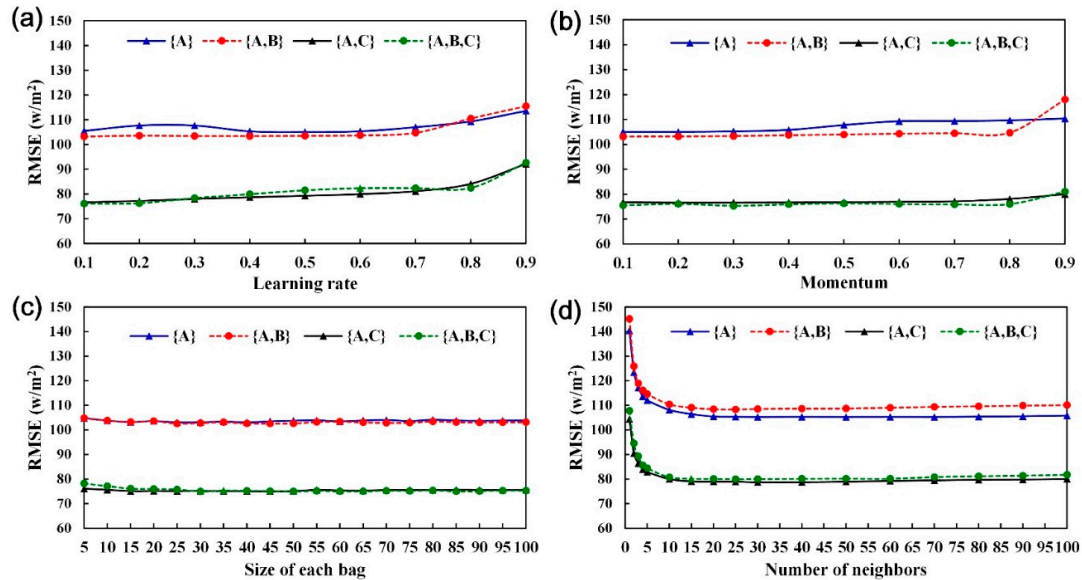 (a)
RMSE (w/m²)
150
140
130
120
110
100
90
80
70
60
{A} {A,B} {A,C} {A,B,C}
0.1 0.2 0.3 0.4 0.5 0.6 0.7 0.8 0.9
Learning rate
(b)
RMSE (w/m²)
150
140
130
120
110
100
90
80
70
60
{A} {A,B} {A,C} {A,B,C}
0.1 0.2 0.3 0.4 0.5 0.6 0.7 0.8 0.9
Momentum
(c)
RMSE (w/m²)
150
140
130
120
110
100
90
80
70
60
{A} {A,B} {A,C} {A,B,C}
5 10 15 20 25 30 35 40 45 50 55 60 65 70 75 80 85 90 95 100
Size of each bag
(d)
RMSE (w/m²)
150
140
130
120
110
100
90
80
70
60
{A} {A,B} {A,C} {A,B,C}
0 5 10 15 20 25 30 35 40 45 50 55 60 65 70 75 80 85 90 95 100
Number of neighbors